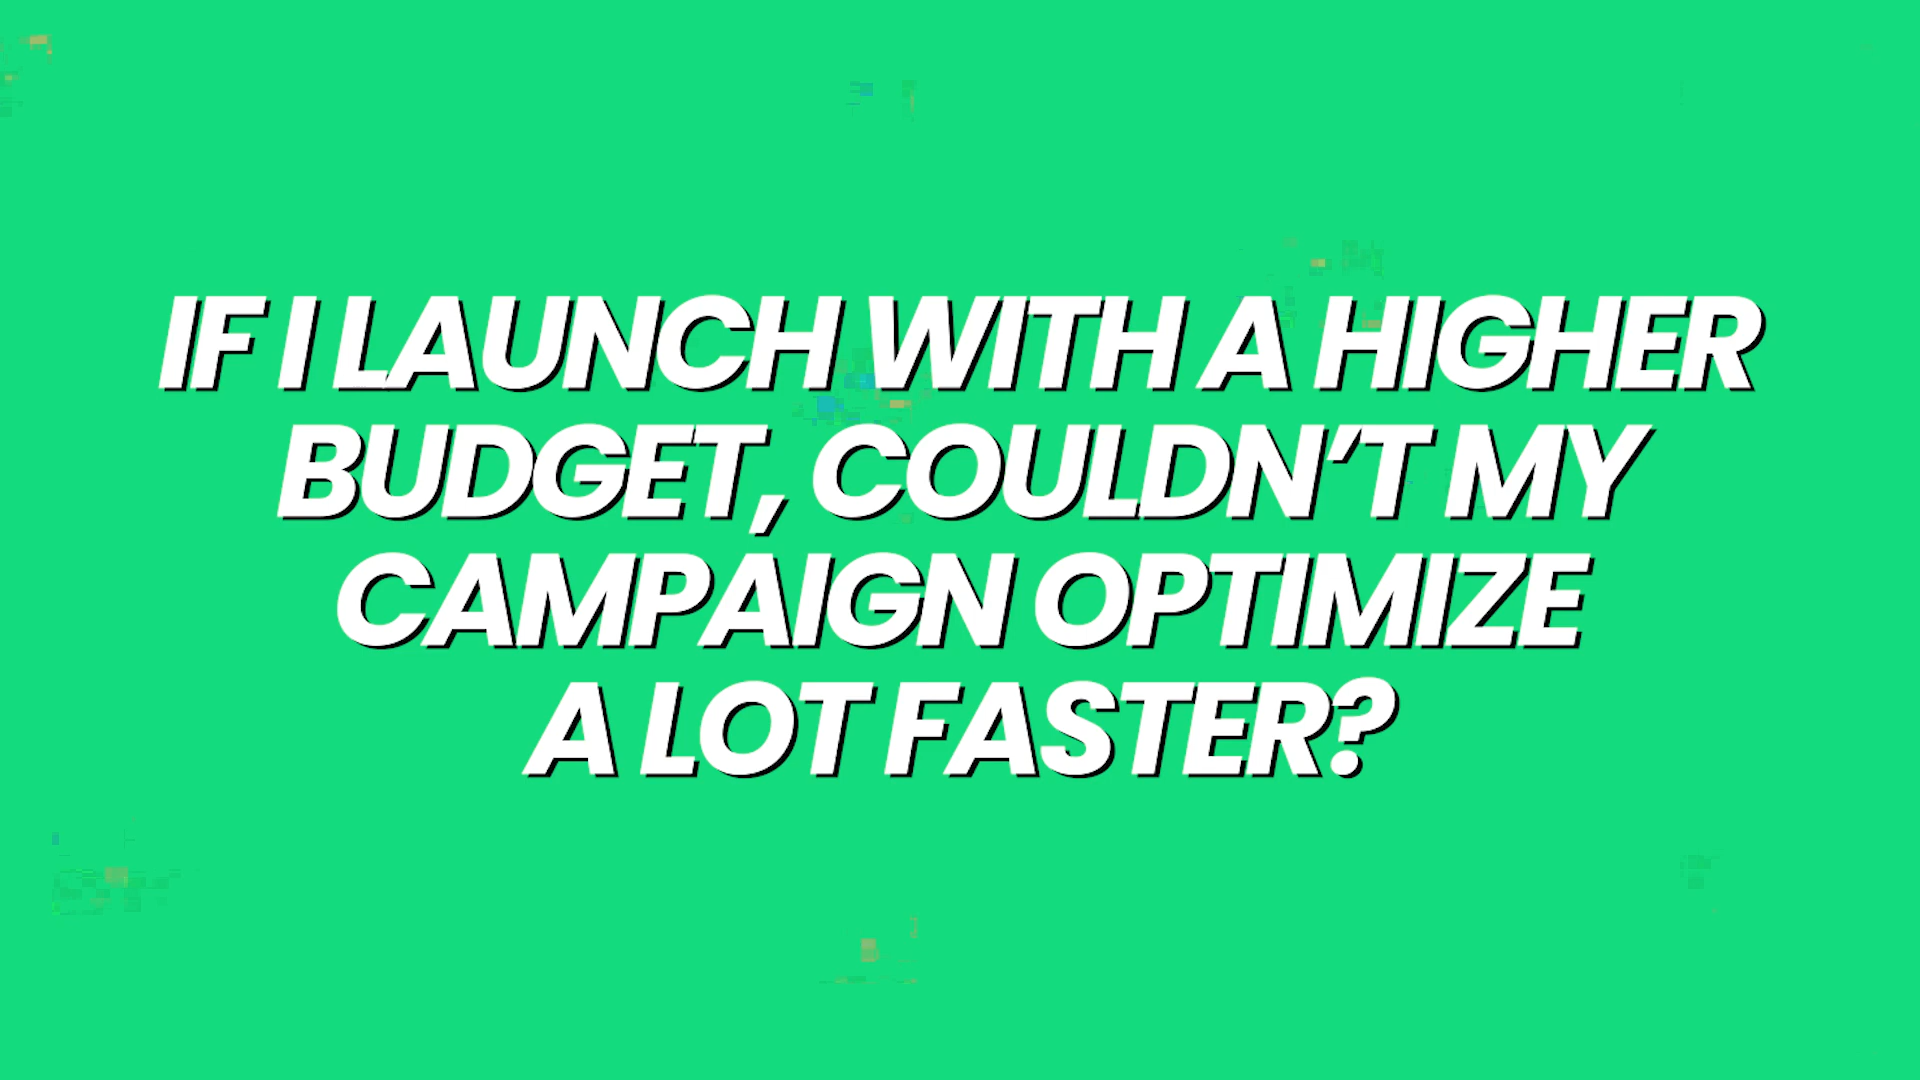 IF I LAUNCH WITH A HIGHER
BUDGET, COULDN’T MY
CAMPAIGN OPTIMIZE
A LOT FASTER?